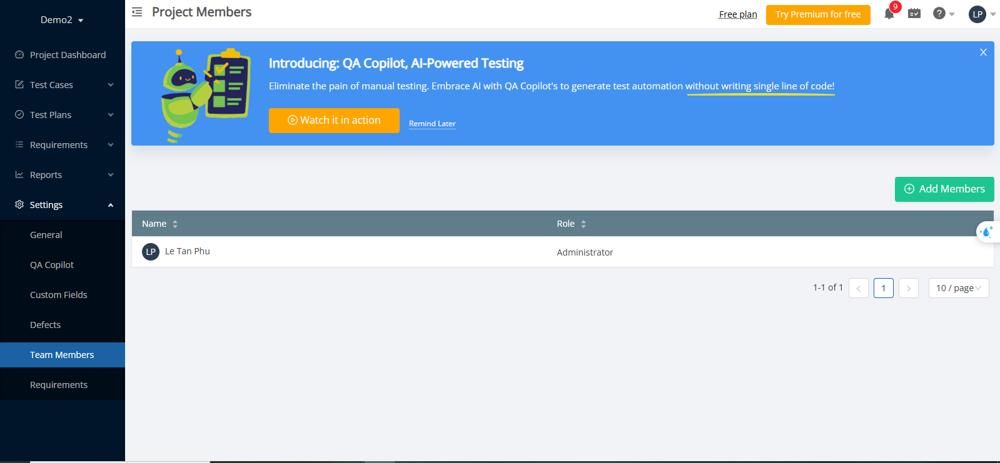 Demo2
Project Dashboard
Test Cases
Test Plans
Requirements
Reports
Settings
General
QA Copilot
Custom Fields
Defects
Team Members
Requirements
Project Members
Free plan
Try Premium for free
9
LP
Introducing: QA Copilot, AI-Powered Testing
Eliminate the pain of manual testing. Embrace AI with QA Copilot's to generate test automation without writing single line of code!
Watch it in action
Remind Later
Add Members
Name Role
LP Le Tan Phu Administrator
1-1 of 1 < 1 > 10 / page